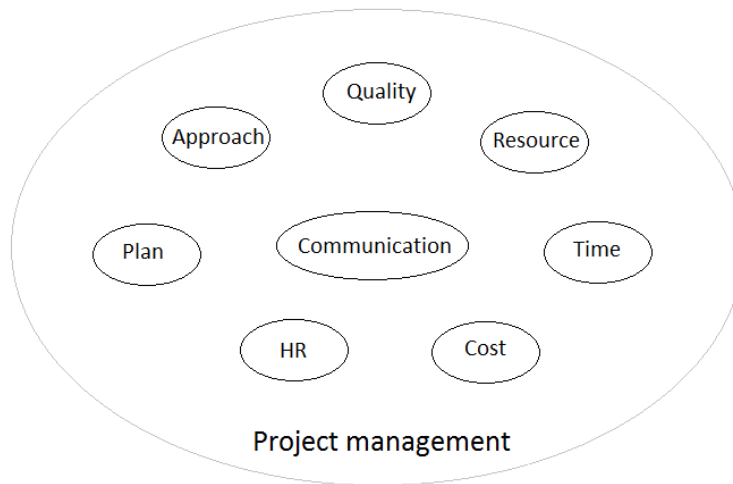 Quality
Approach
Resource
Plan
Communication
Time
HR
Cost
Project management